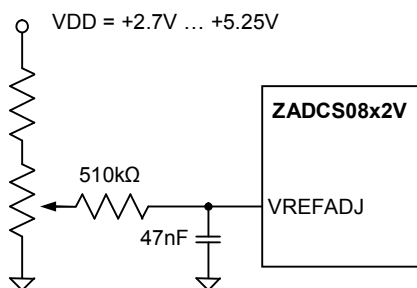 VDD = +2.7V … +5.25V
ZADCS08x2V
510kΩ
VREFADJ
47nF